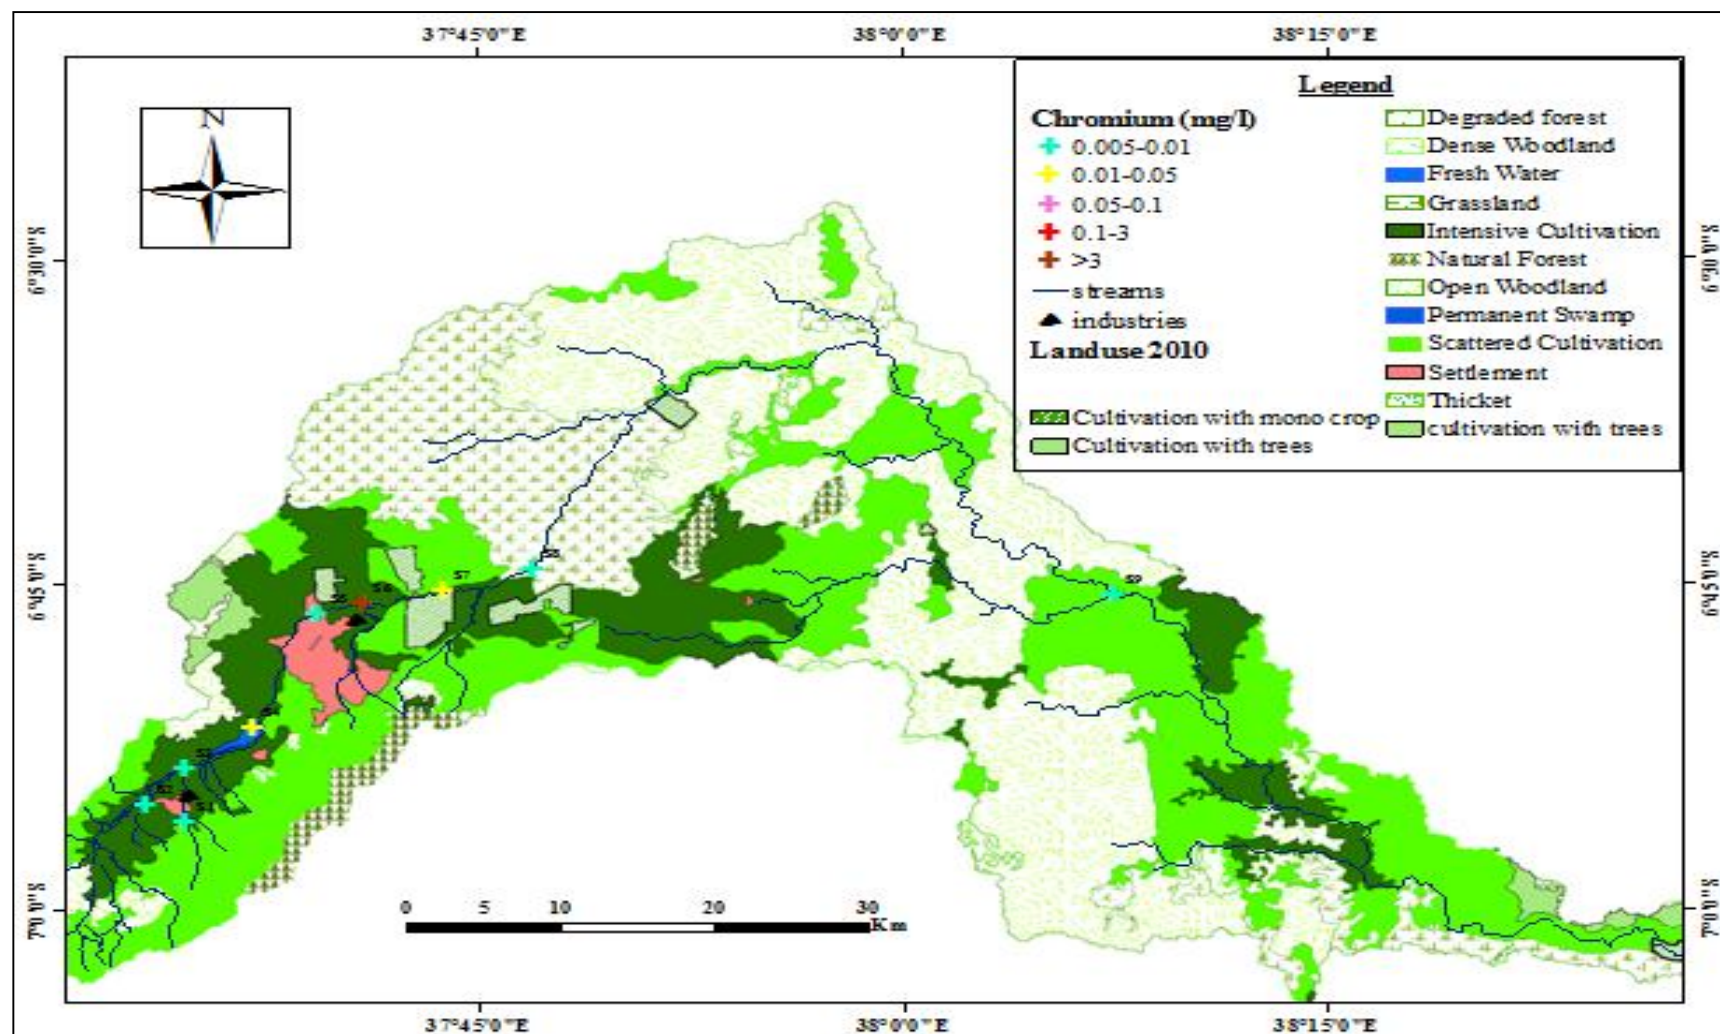 37°45'0"E 38°0'0"E 38°15'0"E
N
Legend
Chromium (mg/l)
0.005-0.01
0.01-0.05
0.05-0.1
0.1-3
>3
streams
industries
Landuse 2010
Cultivation with mono crop
Cultivation with trees
Degraded forest
Dense Woodland
Fresh Water
Grassland
Intensive Cultivation
Natural Forest
Open Woodland
Permanent Swamp
Scattered Cultivation
Settlement
Thicket
cultivation with trees
6°30'0"S 6°30'0"S
S8
S7
S9
6°45'0"S 6°45'0"S
S6
S5
S4
S3
S2
S1
0 5 10 20 30
Km
7°0'0"S 7°0'0"S
37°45'0"E 38°0'0"E 38°15'0"E